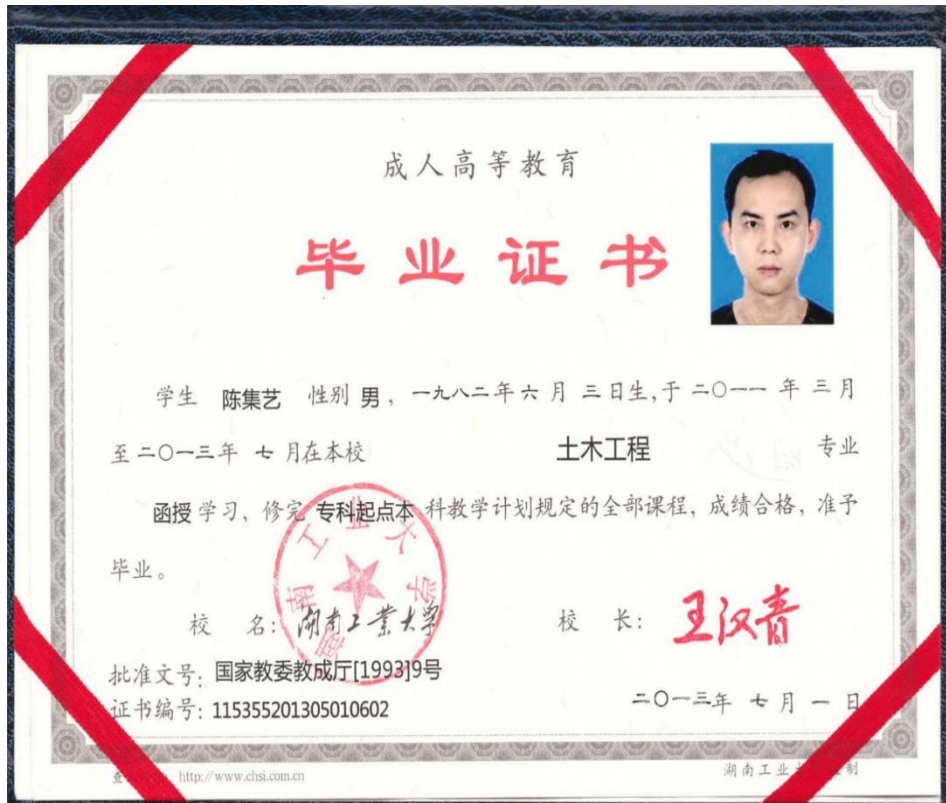 成人高等教育
毕业证书
学生 陈集艺 性别 男，一九八二年六月三日生,于二〇一一年三月
至二〇一三年七月在本校 土木工程 专业
函授学习，修完 专科起点本 科教学计划规定的全部课程，成绩合格，准予
毕业。
湖南工业大学
校 名：湖南工業大學 校 长：王汉青
批准文号：国家教委教成厅[1993]9号
证书编号：115355201305010602 二〇一三年七月一日
http://www.chsi.com.cn 湖南工业 制